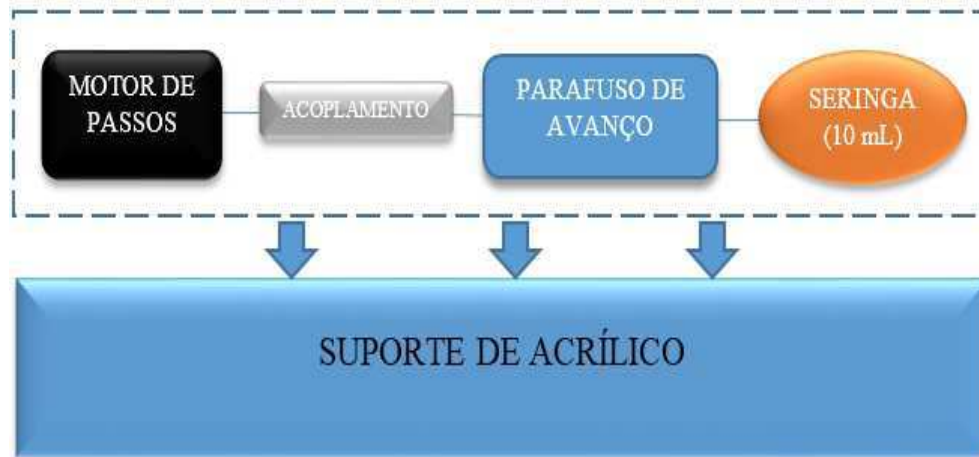 MOTOR DE
PASSOS
ACOPLAMENTO
PARAFUSO DE
AVANÇO
SERINGA
(10 mL)
SUPORTE DE ACRÍLICO